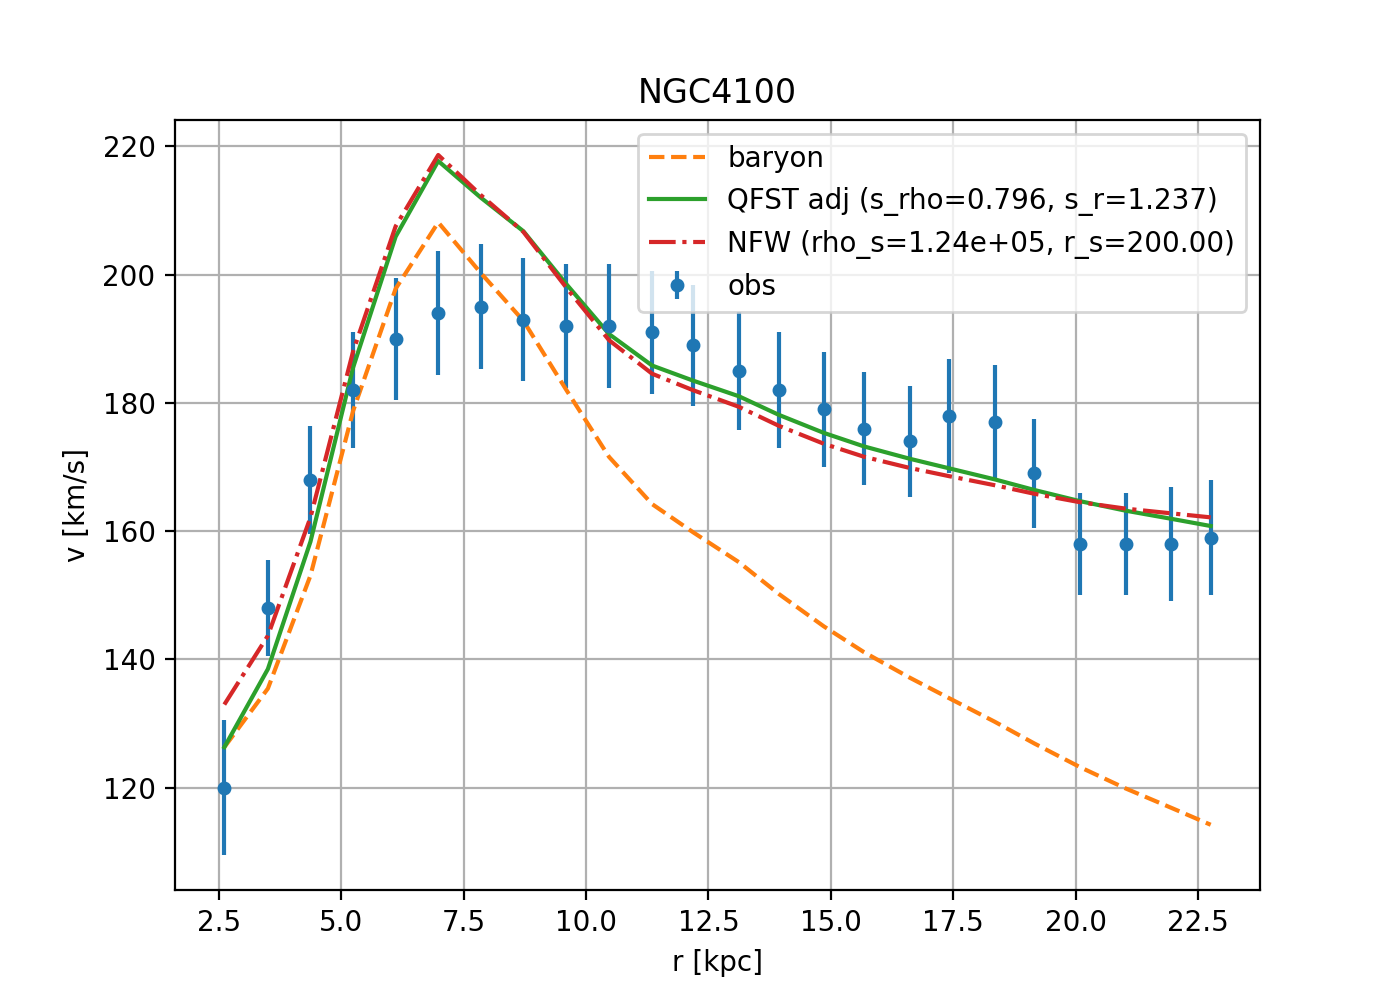 NGC4100
220
200
180
160
140
120
v [km/s]
baryon
QFST adj (s_rho=0.796, s_r=1.237)
NFW (rho_s=1.24e+05, r_s=200.00)
obs
2.5 5.0 7.5 10.0 12.5 15.0 17.5 20.0 22.5
r [kpc]